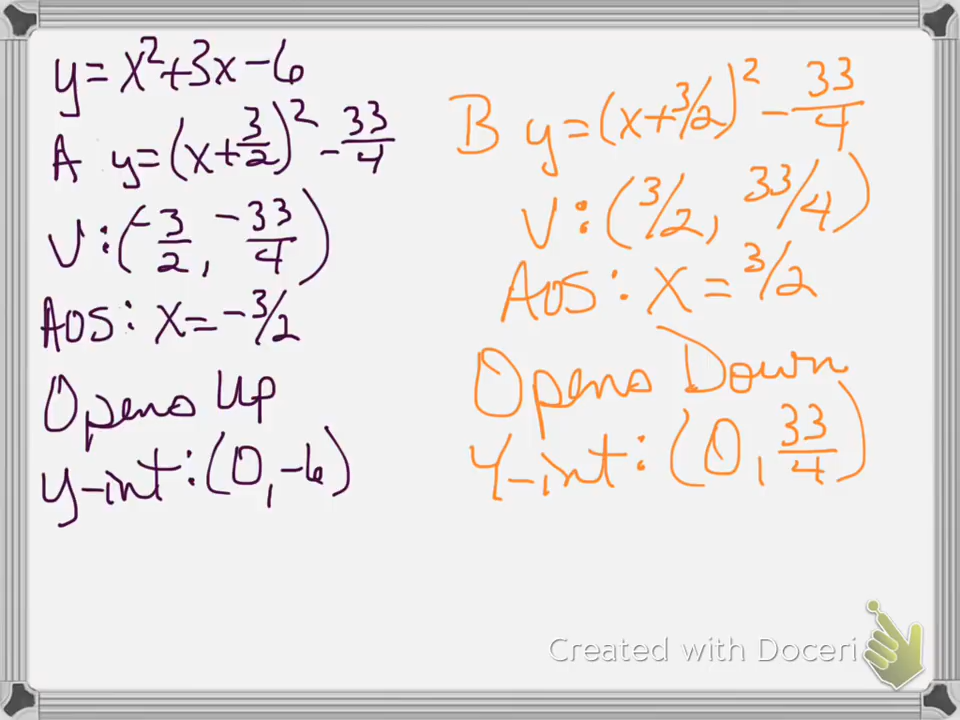 y = x² + 3x - 6
A y = (x + 3/2)² - 33/4
V: (-3/2, -33/4)
AOS: X = -3/2
Opens Up
y-int: (0, -6)
B y = (x + 3/2)² - 33/4
V: (3/2, 33/4)
AOS: X = 3/2
Opens Down
Y-int: (0, 33/4)
Created with Doceri